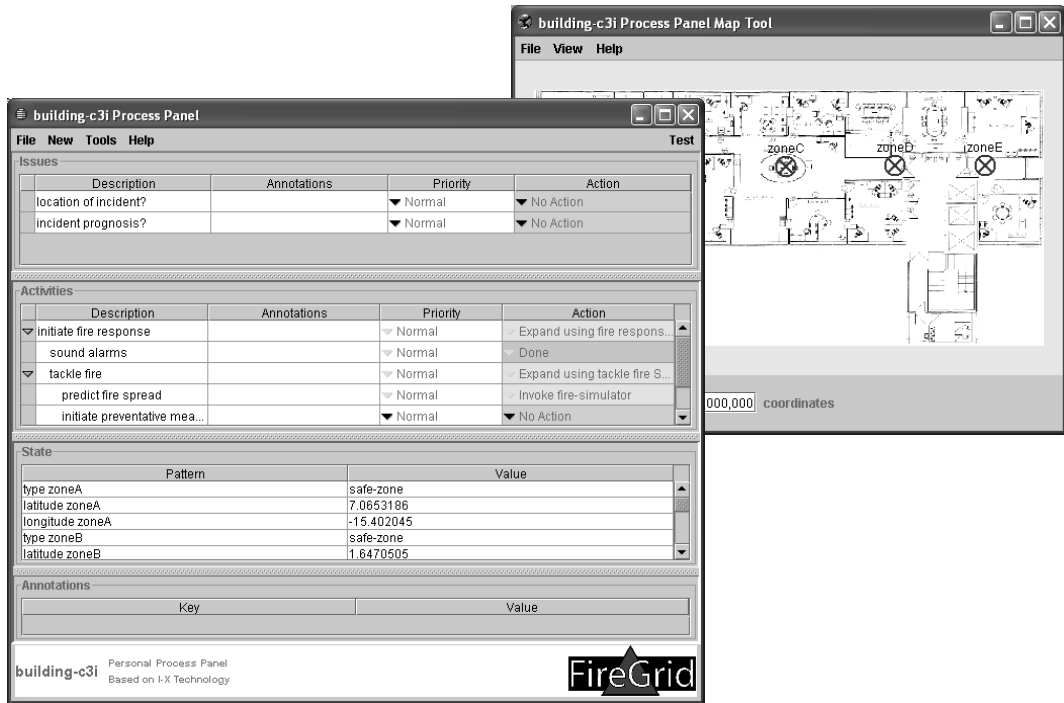 building-c3i Process Panel Map Tool
File View Help
zoneC zoneD zoneE
000,000 coordinates
building-c3i Process Panel
File New Tools Help Test
Issues
Description Annotations Priority Action
location of incident? Normal No Action
incident prognosis? Normal No Action
Activities
Description Annotations Priority Action
initiate fire response Normal Expand using fire respons...
sound alarms Normal Done
tackle fire Normal Expand using tackle fire S...
predict fire spread Normal Invoke fire-simulator
initiate preventative mea... Normal No Action
State
Pattern Value
type zoneA safe-zone
latitude zoneA 7.0653186
longitude zoneA -15.402045
type zoneB safe-zone
latitude zoneB 1.6470505
Annotations
Key Value
building-c3i Personal Process Panel
Based on I-X Technology
FireGrid